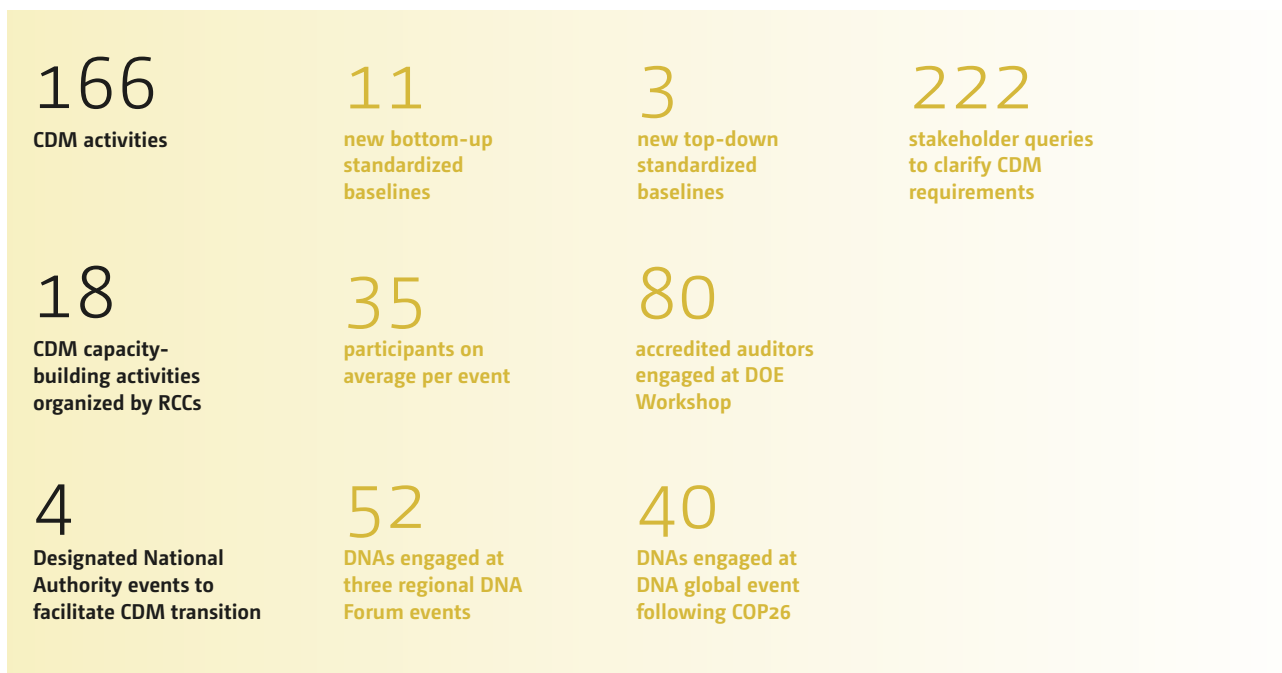 166
CDM activities
11
new bottom-up
standardized
baselines
3
new top-down
standardized
baselines
222
stakeholder queries
to clarify CDM
requirements
18
CDM capacity-
building activities
organized by RCCs
35
participants on
average per event
80
accredited auditors
engaged at DOE
Workshop
4
Designated National
Authority events to
facilitate CDM transition
52
DNAs engaged at
three regional DNA
Forum events
40
DNAs engaged at
DNA global event
following COP26